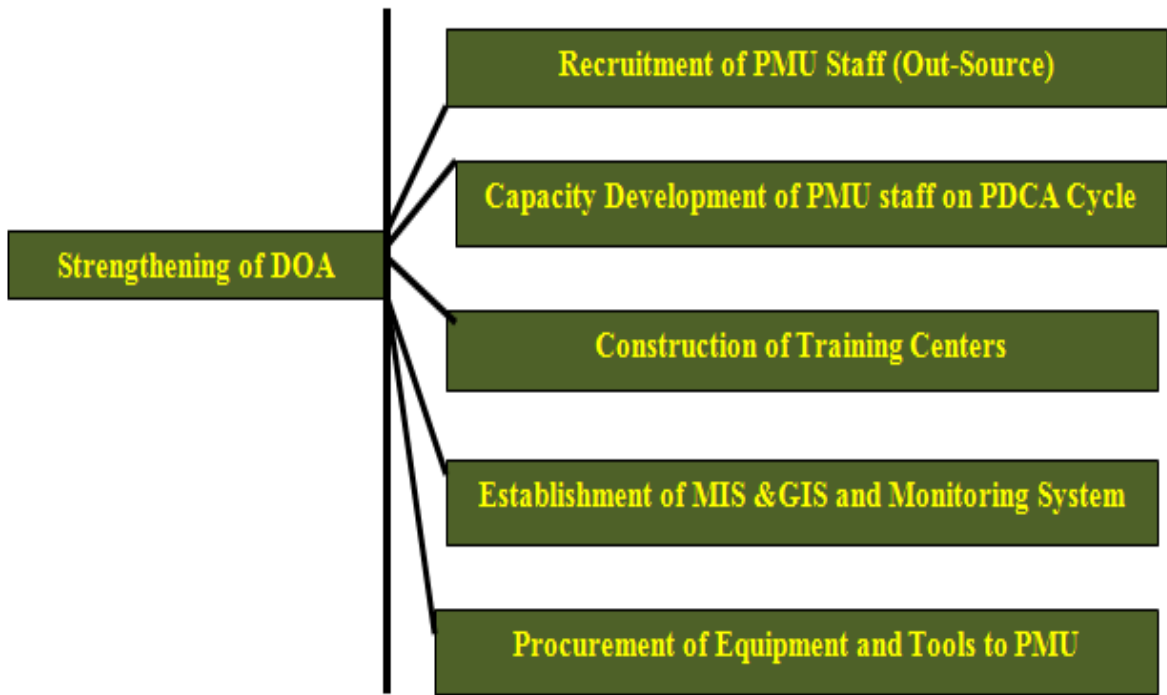 Recruitment of PMU Staff (Out-Source)
Capacity Development of PMU staff on PDCA Cycle
Strengthening of DOA
Construction of Training Centers
Establishment of MIS &GIS and Monitoring System
Procurement of Equipment and Tools to PMU